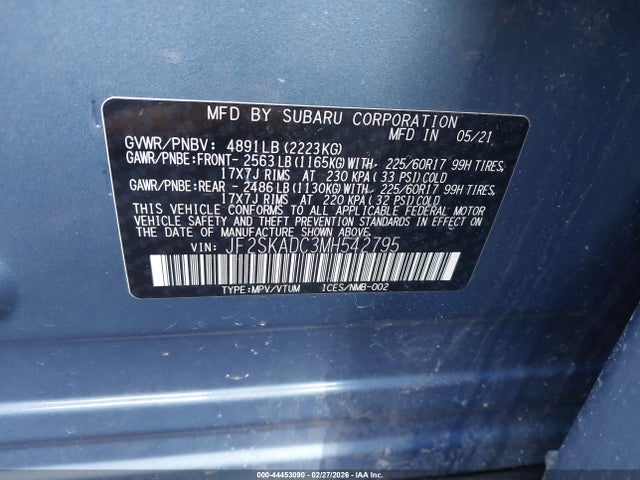 MFD BY SUBARU CORPORATION
MFD IN 05/21
GVWR/PNBV: 4891LB(2223KG)
GAWR/PNBE:FRONT- 2563LB(1165KG)WITH 225/60R17 99H TIRES,
17X7J RIMS AT 230 KPA(33 PSI)COLD
GAWR/PNBE:REAR - 2486LB(1130KG)WITH 225/60R17 99H TIRES,
17X7J RIMS AT 220 KPA(32 PSI)COLD
THIS VEHICLE CONFORMS TO ALL APPLICABLE FEDERAL MOTOR
VEHICLE SAFETY AND THEFT PREVENTION STANDARDS IN EFFECT
ON THE DATE OF MANUFACTURE SHOWN ABOVE.
VIN: JF2SKADC3MH542795
TYPE:MPV/VTUM ICES/NMB-002
000-44453090 - 02/27/2026 - IAA, Inc.